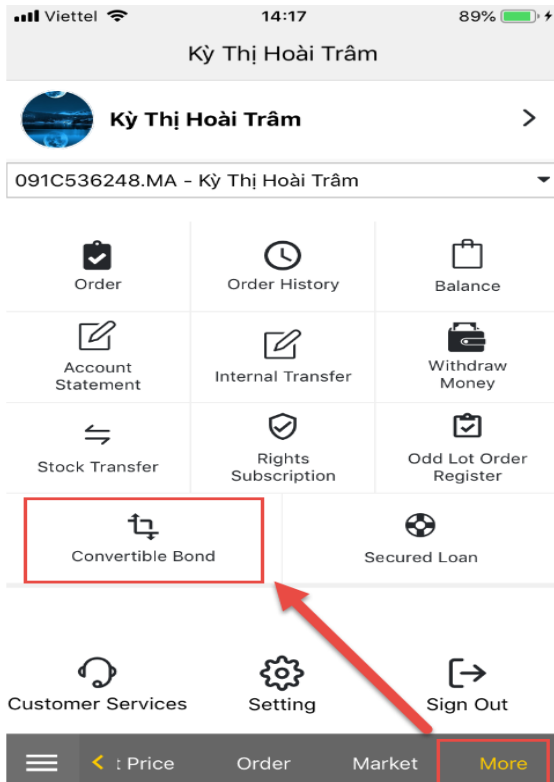 Viettel 14:17 89%
Kỳ Thị Hoài Trâm
Kỳ Thị Hoài Trâm
091C536248.MA - Kỳ Thị Hoài Trâm
Order Order History Balance
Account Statement
Internal Transfer
Withdraw Money
Stock Transfer
Rights Subscription
Odd Lot Order Register
Convertible Bond Secured Loan
Customer Services Setting Sign Out
t Price Order Market More